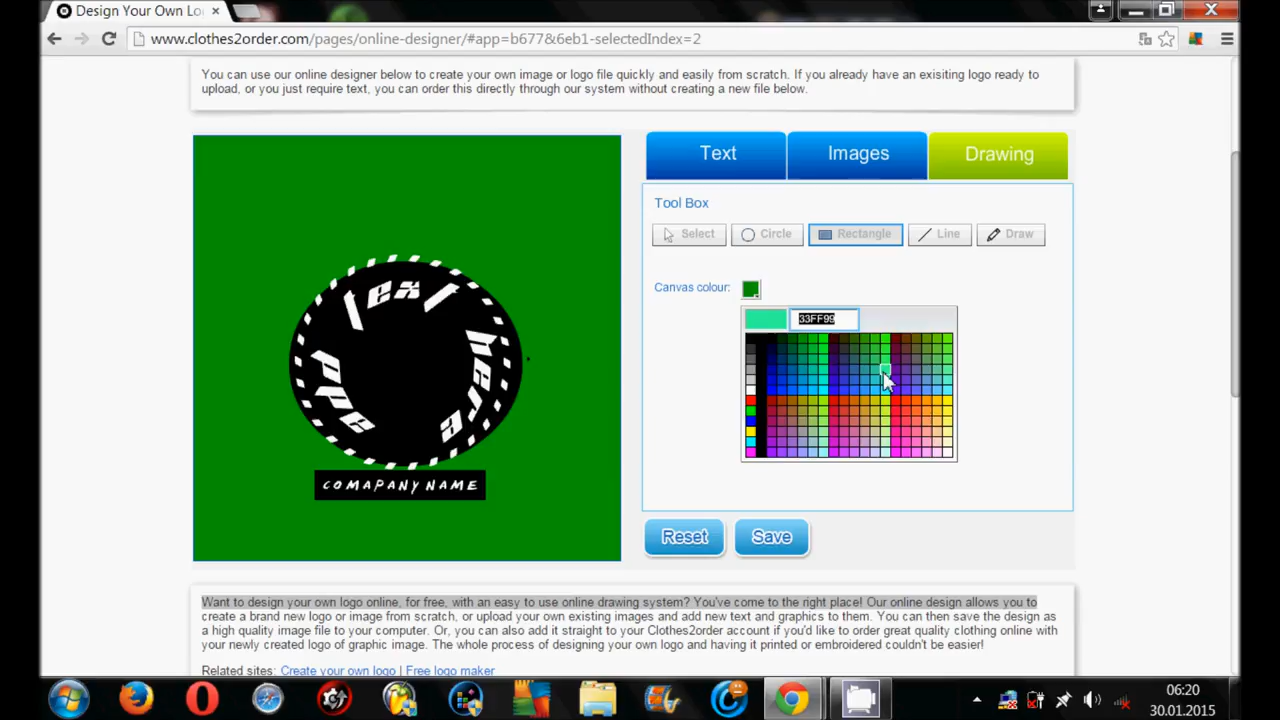 Design Your Own Lo
www.clothes2order.com/pages/online-designer/#app=b677&6eb1-selectedIndex=2
You can use our online designer below to create your own image or logo file quickly and easily from scratch. If you already have an exisiting logo ready to
upload, or you just require text, you can order this directly through our system without creating a new file below.
Text Images Drawing
Tool Box
Select Circle Rectangle Line Draw
Canvas colour:
33FF99
Text here
COMAPANY NAME
Reset Save
Want to design your own logo online, for free, with an easy to use online drawing system? You've come to the right place! Our online design allows you to
create a brand new logo or image from scratch, or upload your own existing images and add new text and graphics to them. You can then save the design as
a high quality image file to your computer. Or, you can also add it straight to your Clothes2order account if you'd like to order great quality clothing online with
your newly created logo of graphic image. The whole process of designing your own logo and having it printed or embroidered couldn't be easier!
Related sites: Create your own logo | Free logo maker
06:20
30.01.2015